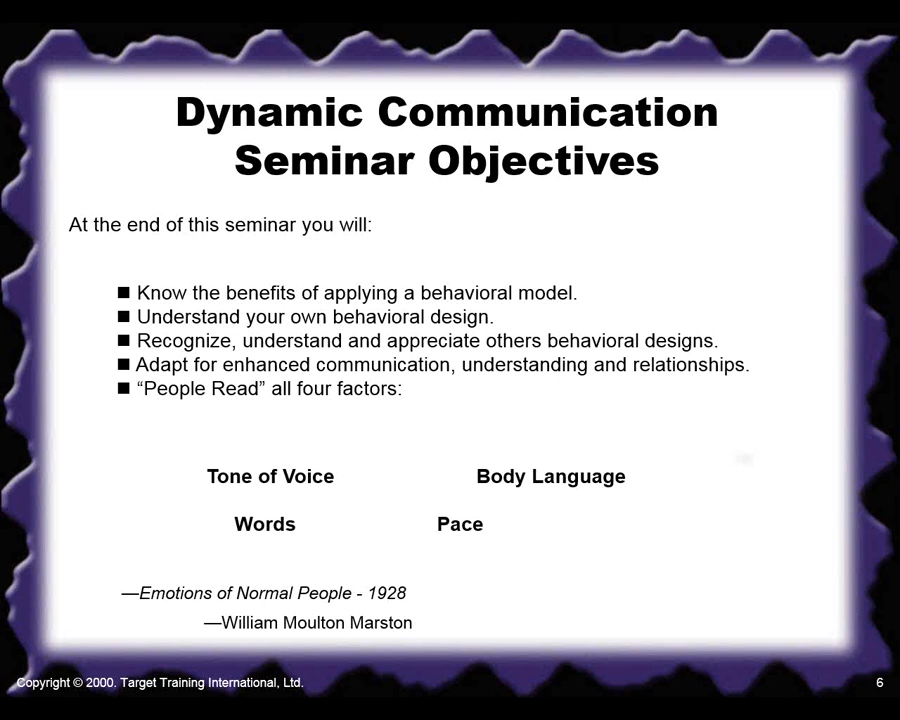 Dynamic Communication
Seminar Objectives
At the end of this seminar you will:
■ Know the benefits of applying a behavioral model.
■ Understand your own behavioral design.
■ Recognize, understand and appreciate others behavioral designs.
■ Adapt for enhanced communication, understanding and relationships.
■ “People Read” all four factors:
Tone of Voice Body Language
Words Pace
—Emotions of Normal People - 1928
—William Moulton Marston
Copyright © 2000. Target Training International, Ltd. 6